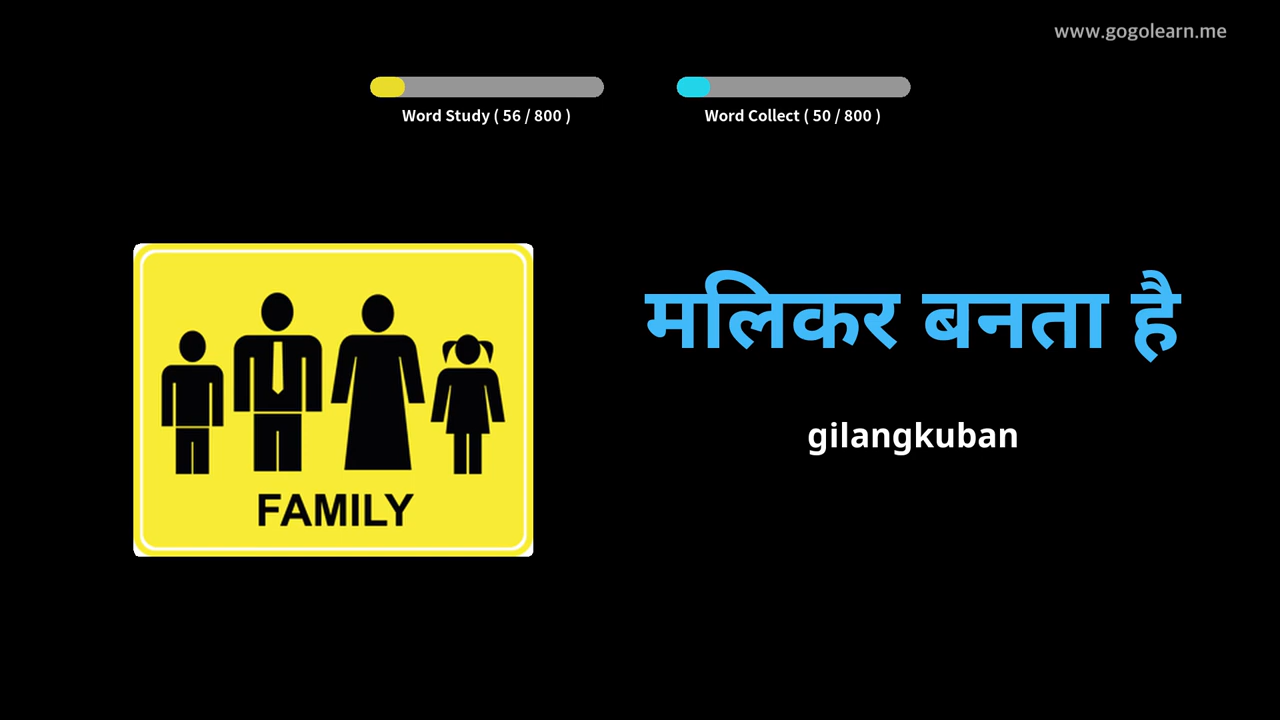 www.gogolearn.me
Word Study ( 56 / 800 )
Word Collect ( 50 / 800 )
FAMILY
मलिकर बनता है
gilangkuban